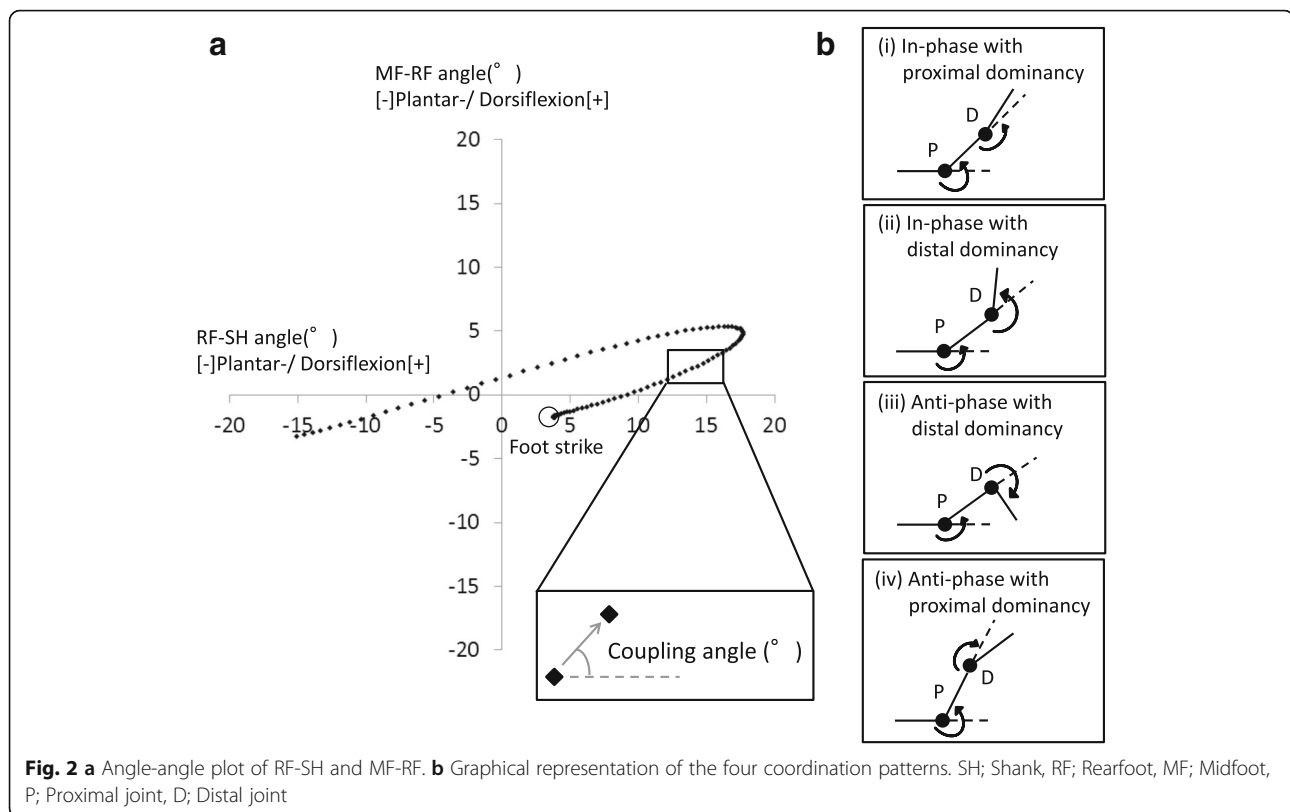 a
MF-RF angle(°)
[-]Plantar-/ Dorsiflexion[+]
20
15
10
5
0
-5
-10
-15
-20
RF-SH angle(°)
[-]Plantar-/ Dorsiflexion[+]
-20 -15 -10 -5 0 5 10 15 20
Foot strike
Coupling angle (°)
b
(i) In-phase with
proximal dominancy
D
P
(ii) In-phase with
distal dominancy
D
P
(iii) Anti-phase with
distal dominancy
D
P
(iv) Anti-phase with
proximal dominancy
P
D
Fig. 2 a Angle-angle plot of RF-SH and MF-RF. b Graphical representation of the four coordination patterns. SH; Shank, RF; Rearfoot, MF; Midfoot,
P; Proximal joint, D; Distal joint